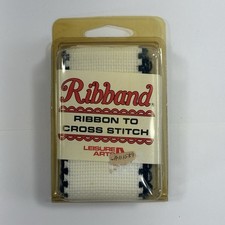 Ribband
RIBBON TO
CROSS STITCH
LEISURE
ARTS